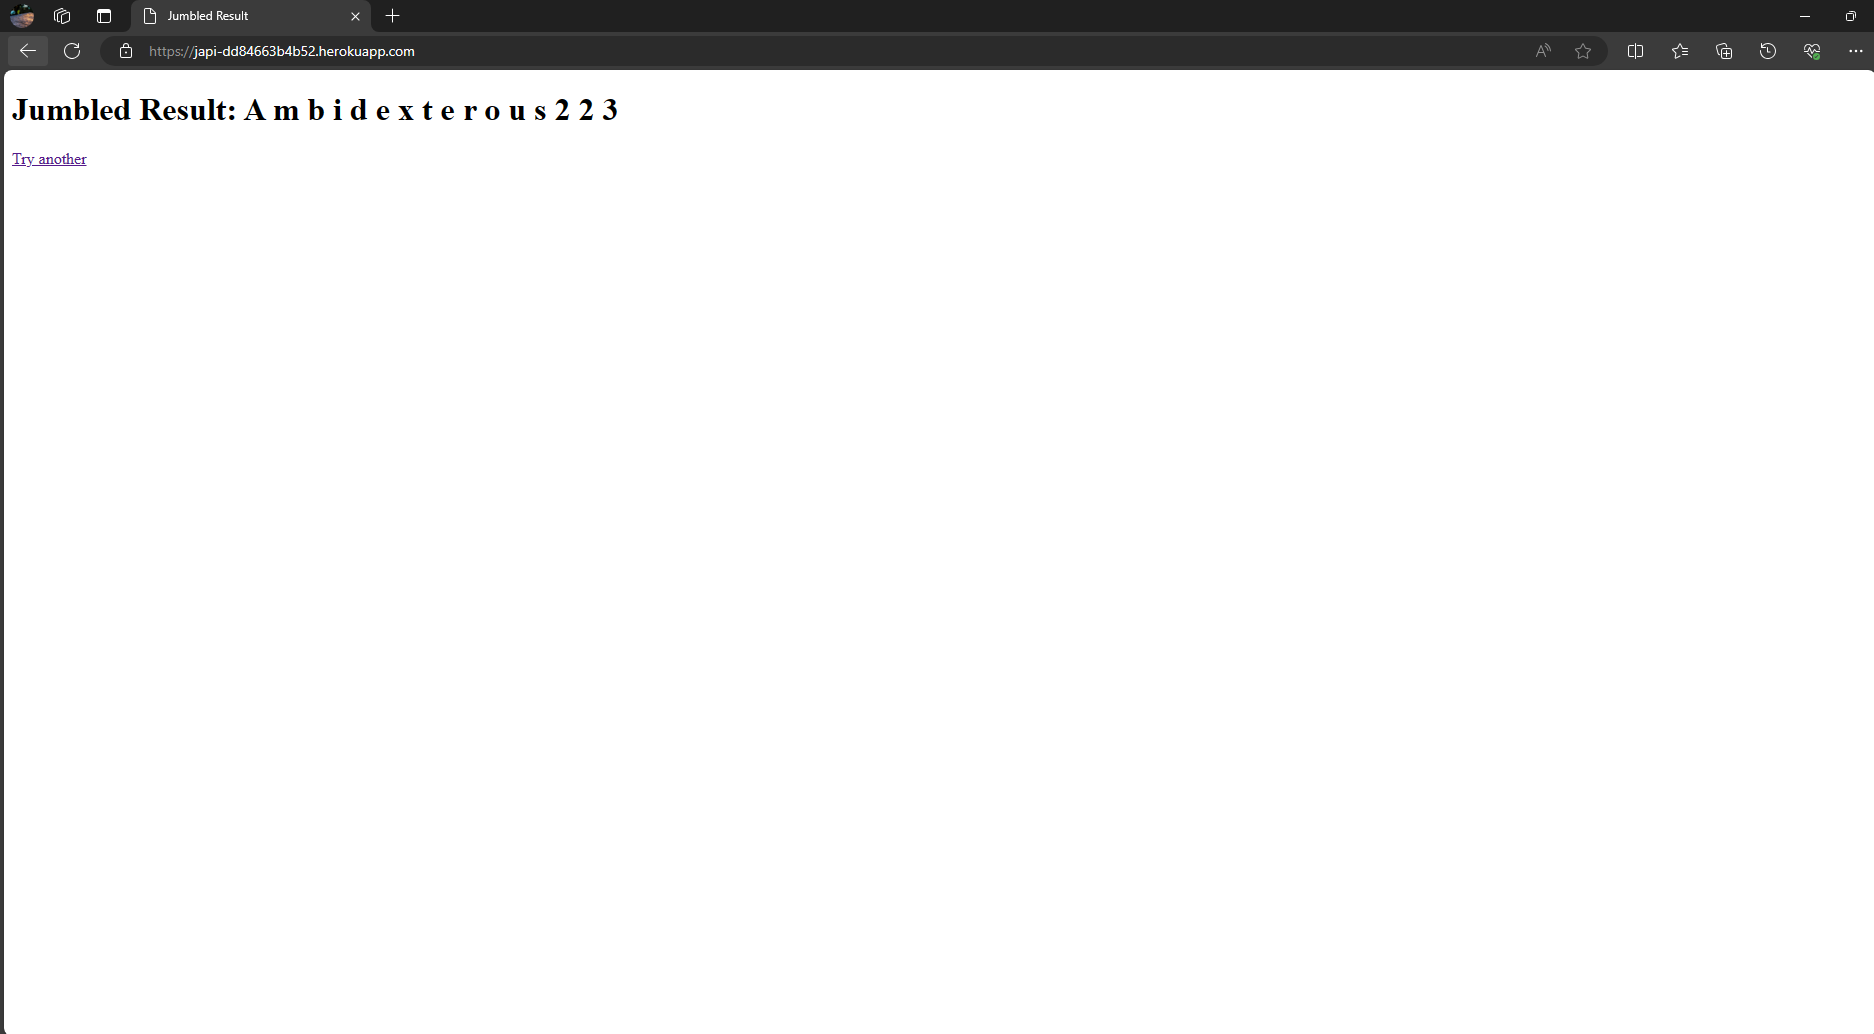 Jumbled Result
https://japi-dd84663b4b52.herokuapp.com
Jumbled Result: A m b i d e x t e r o u s 2 2 3
Try another